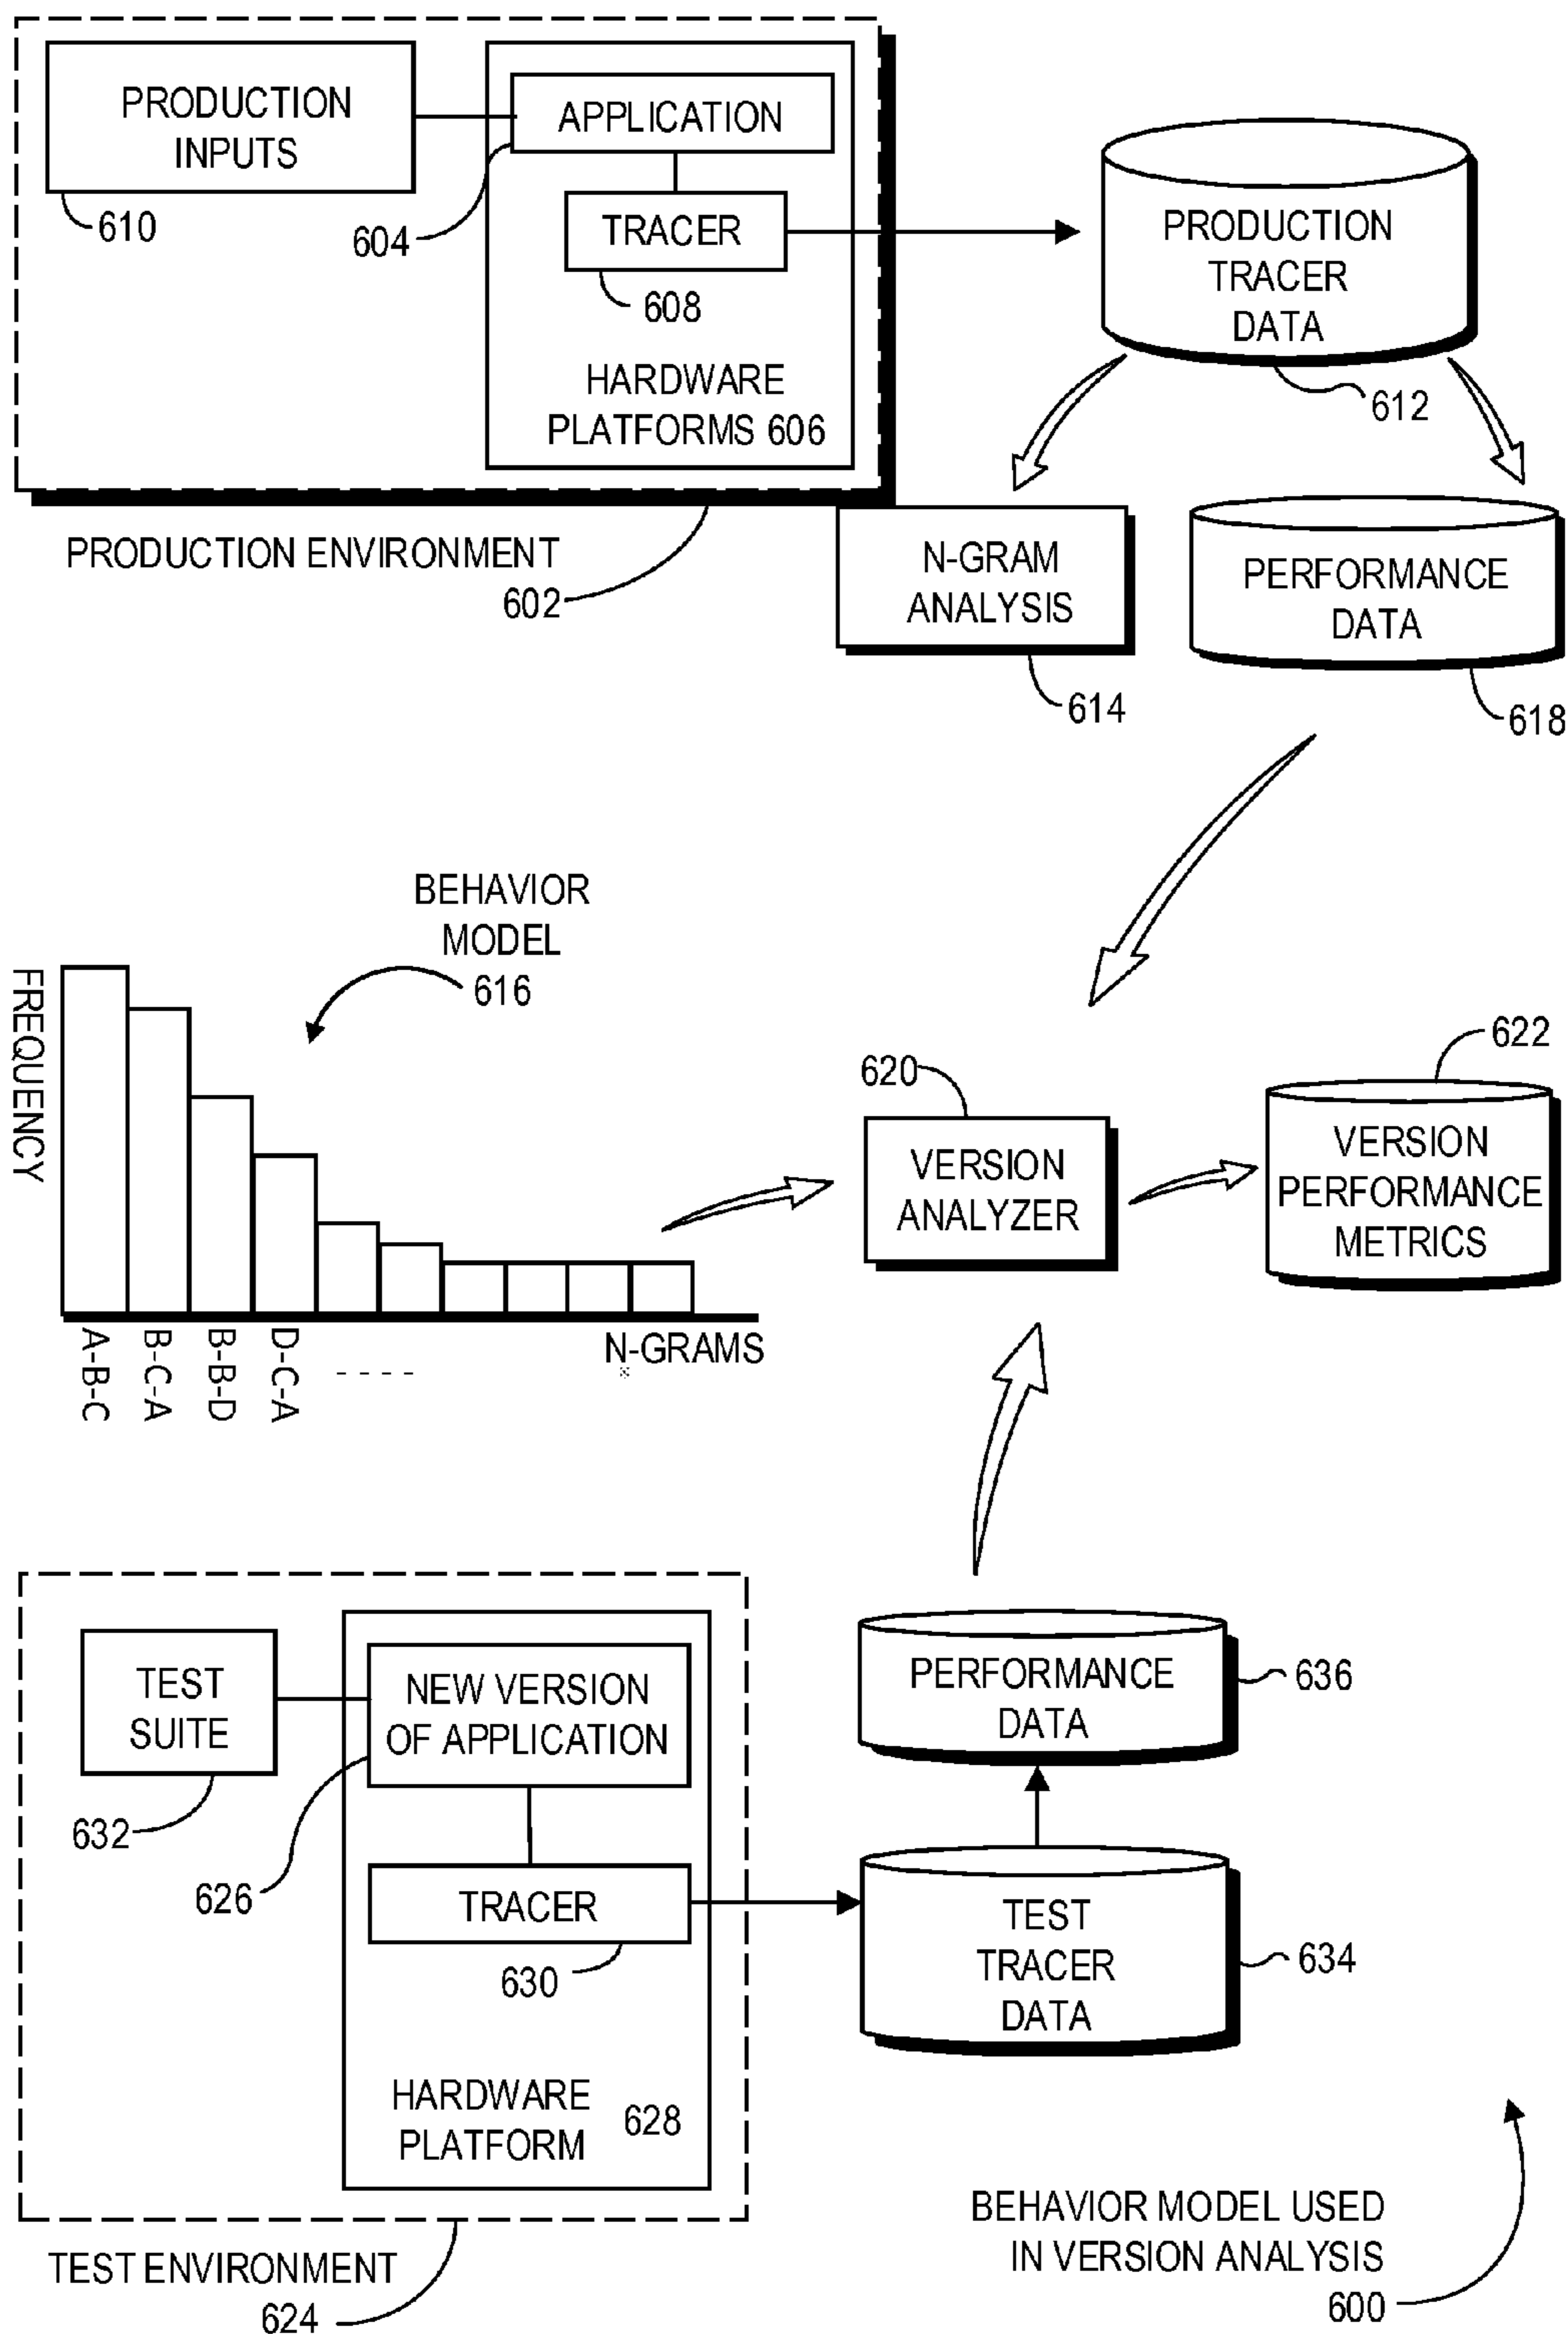 PRODUCTION
INPUTS
610
APPLICATION
604
TRACER
608
HARDWARE
PLATFORMS 606
PRODUCTION ENVIRONMENT
602
PRODUCTION
TRACER
DATA
612
N-GRAM
ANALYSIS
614
PERFORMANCE
DATA
618
BEHAVIOR
MODEL
616
FREQUENCY
A-B-C
B-C-A
B-B-D
D-C-A
- - - -
N-GRAMS
620
VERSION
ANALYZER
622
VERSION
PERFORMANCE
METRICS
TEST
SUITE
632
NEW VERSION
OF APPLICATION
626
TRACER
630
HARDWARE
PLATFORM
628
TEST ENVIRONMENT
624
PERFORMANCE
DATA
636
TEST
TRACER
DATA
634
BEHAVIOR MODEL USED
IN VERSION ANALYSIS
600